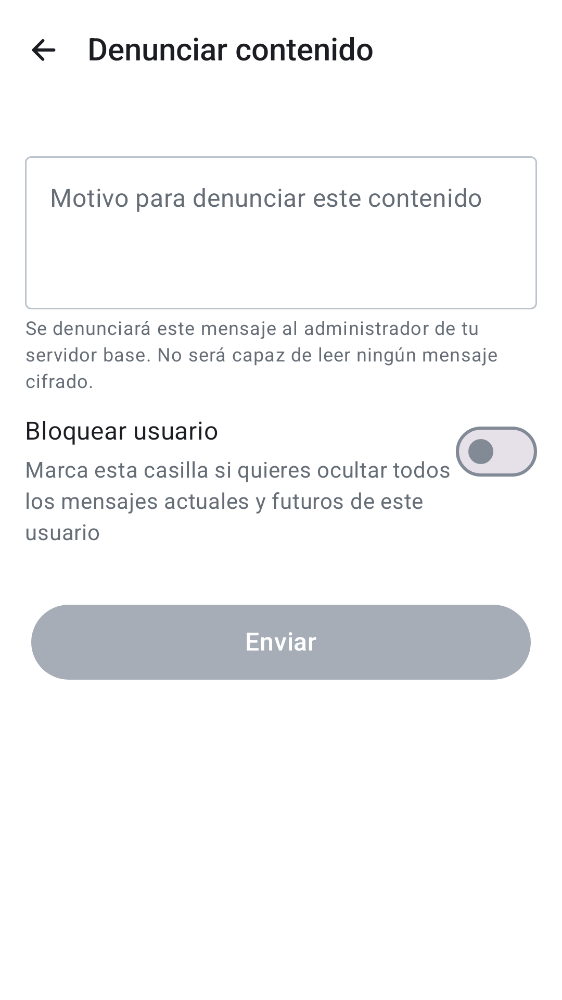 Denunciar contenido
Motivo para denunciar este contenido
Se denunciará este mensaje al administrador de tu
servidor base. No será capaz de leer ningún mensaje
cifrado.
Bloquear usuario
Marca esta casilla si quieres ocultar todos
los mensajes actuales y futuros de este
usuario
Enviar